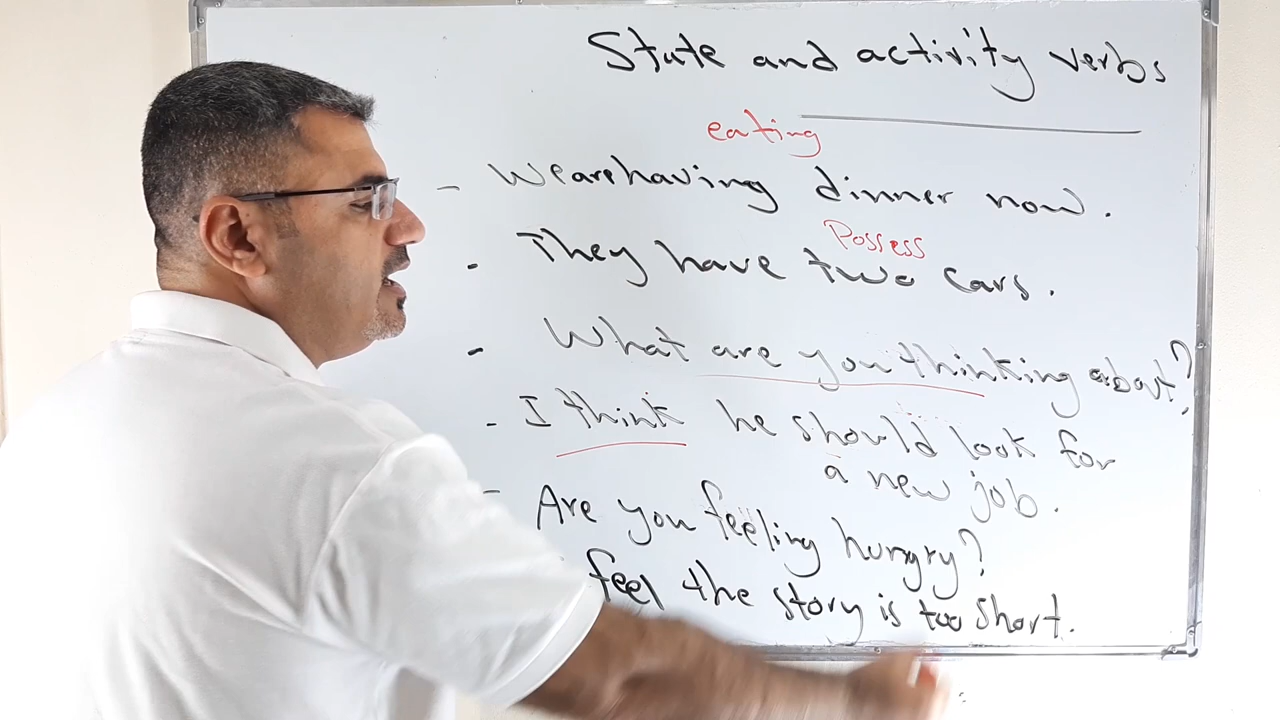 State and activity verbs
eating
- We are having dinner now.
Possess
- They have two cars.
- What are you thinking about?
- I think he should look for
a new job.
- Are you feeling hungry?
feel the story is too short.